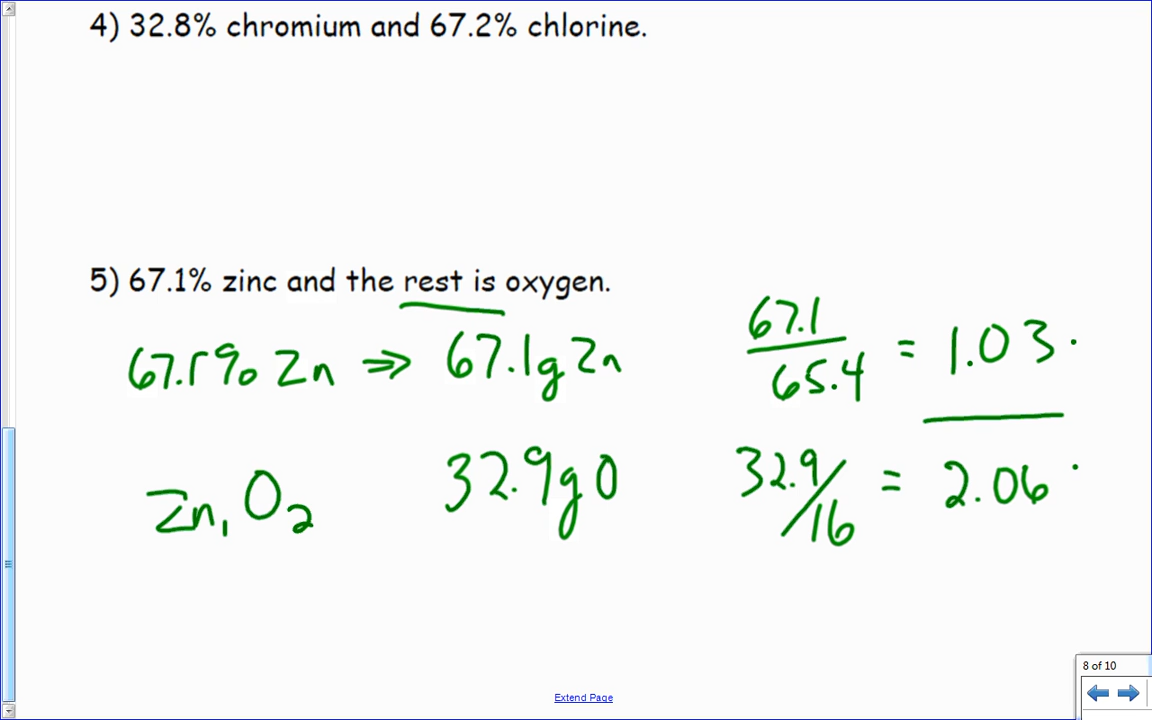 4) 32.8% chromium and 67.2% chlorine.
5) 67.1% zinc and the rest is oxygen.
67.1% Zn ⇒ 67.1g Zn
67.1/65.4 = 1.03
Zn₁O₂
32.9g O
32.9/16 = 2.06
8 of 10
Extend Page